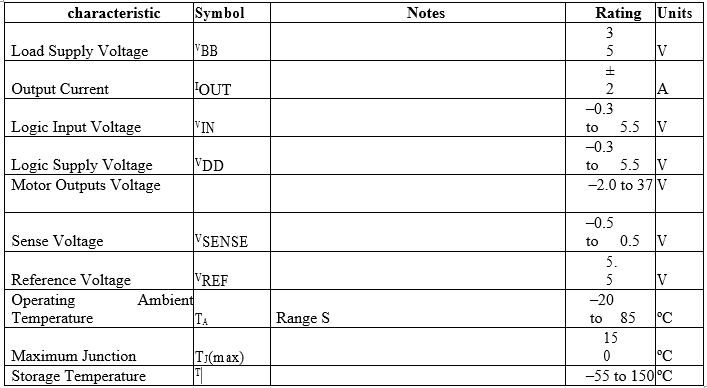 characteristic Symbol Notes Rating Units
3
Load Supply Voltage VBB 5 V
±
Output Current IOUT 2 A
–0.3
Logic Input Voltage VIN to 5.5 V
–0.3
Logic Supply Voltage VDD to 5.5 V
Motor Outputs Voltage –2.0 to 37 V
–0.5
Sense Voltage VSENSE to 0.5 V
5.
Reference Voltage VREF 5 V
Operating Ambient –20
Temperature TA Range S to 85 ºC
15
Maximum Junction TJ(max) 0 ºC
Storage Temperature T –55 to 150 ºC